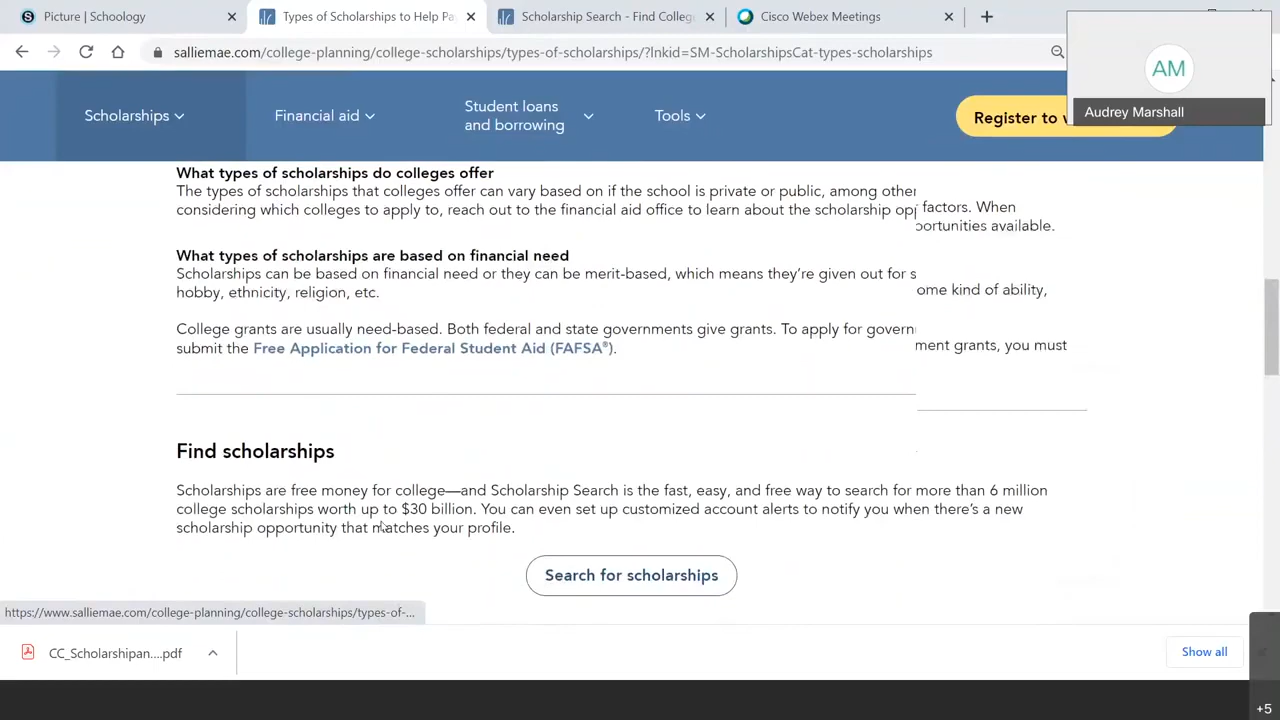 Picture | Schoology
Types of Scholarships to Help Pa
Scholarship Search - Find Colleg
Cisco Webex Meetings
salliemae.com/college-planning/college-scholarships/types-of-scholarships/?lnkid=SM-ScholarshipsCat-types-scholarships
AM
Audrey Marshall
Scholarships
Financial aid
Student loans
and borrowing
Tools
Register to
What types of scholarships do colleges offer
The types of scholarships that colleges offer can vary based on if the school is private or public, among other factors. When
considering which colleges to apply to, reach out to the financial aid office to learn about the scholarship opportunities available.
What types of scholarships are based on financial need
Scholarships can be based on financial need or they can be merit-based, which means they're given out for some kind of ability,
hobby, ethnicity, religion, etc.
College grants are usually need-based. Both federal and state governments give grants. To apply for government grants, you must
submit the Free Application for Federal Student Aid (FAFSA®).
Find scholarships
Scholarships are free money for college—and Scholarship Search is the fast, easy, and free way to search for more than 6 million
college scholarships worth up to $30 billion. You can even set up customized account alerts to notify you when there's a new
scholarship opportunity that matches your profile.
Search for scholarships
https://www.salliemae.com/college-planning/college-scholarships/types-of-...
CC_Scholarshipan....pdf
Show all
+5